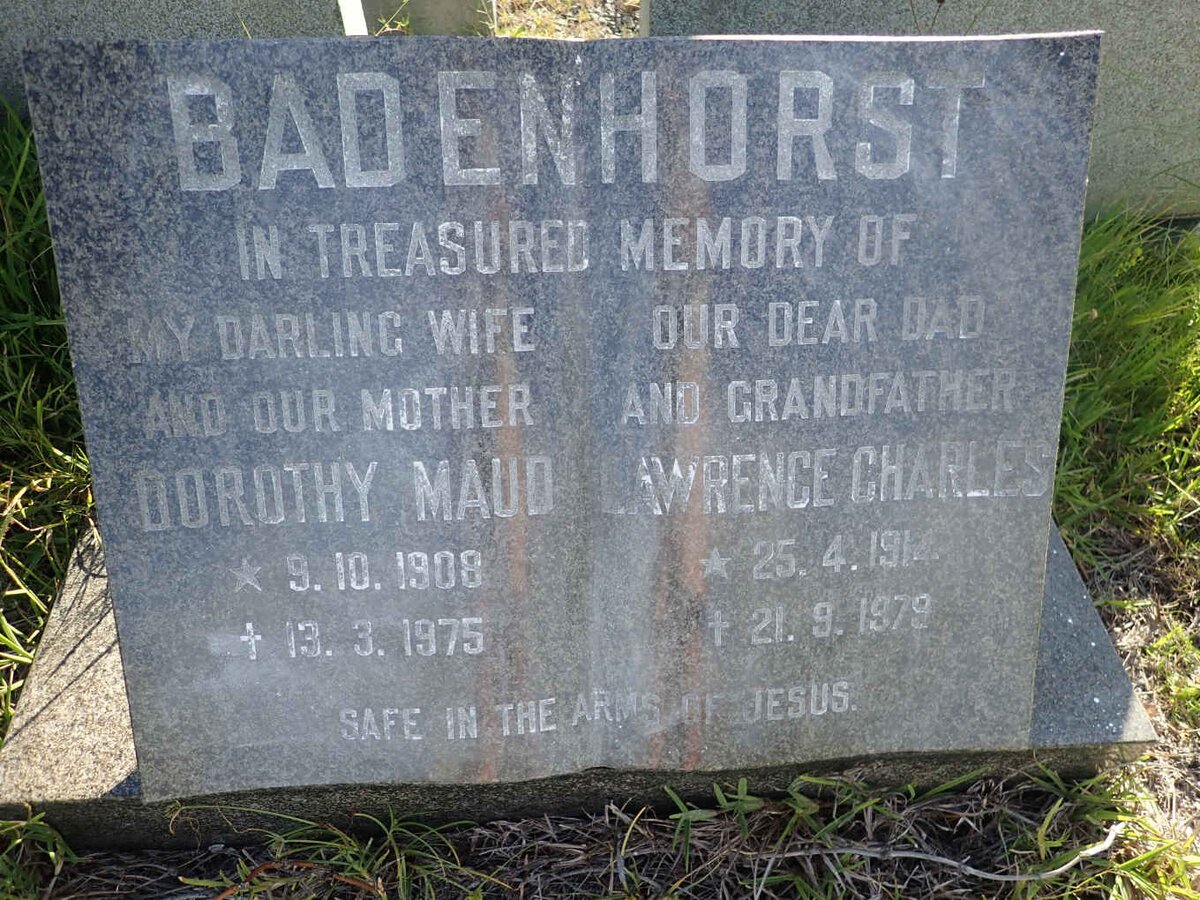 BADENHORST
IN TREASURED MEMORY OF
MY DARLING WIFE
AND OUR MOTHER
DOROTHY MAUD
★ 9. 10. 1908
✝ 13. 3. 1975
OUR DEAR DAD
AND GRANDFATHER
LAWRENCE CHARLES
★ 25. 4.
✝ 21. 9. 1979
SAFE IN THE ARMS OF JESUS.